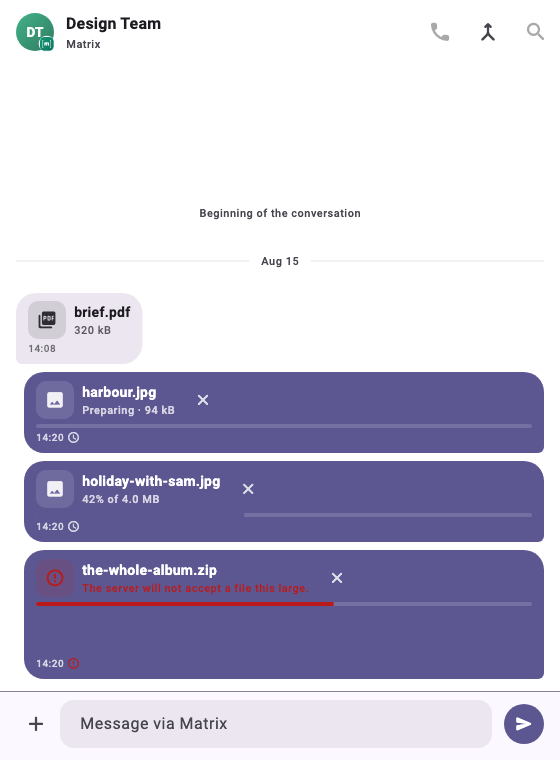 DT
[m]
Design Team
Matrix
Beginning of the conversation
Aug 15
PDF
brief.pdf
320 kB
14:08
harbour.jpg
Preparing · 94 kB
14:20
holiday-with-sam.jpg
42% of 4.0 MB
14:20
the-whole-album.zip
The server will not accept a file this large.
14:20
Message via Matrix